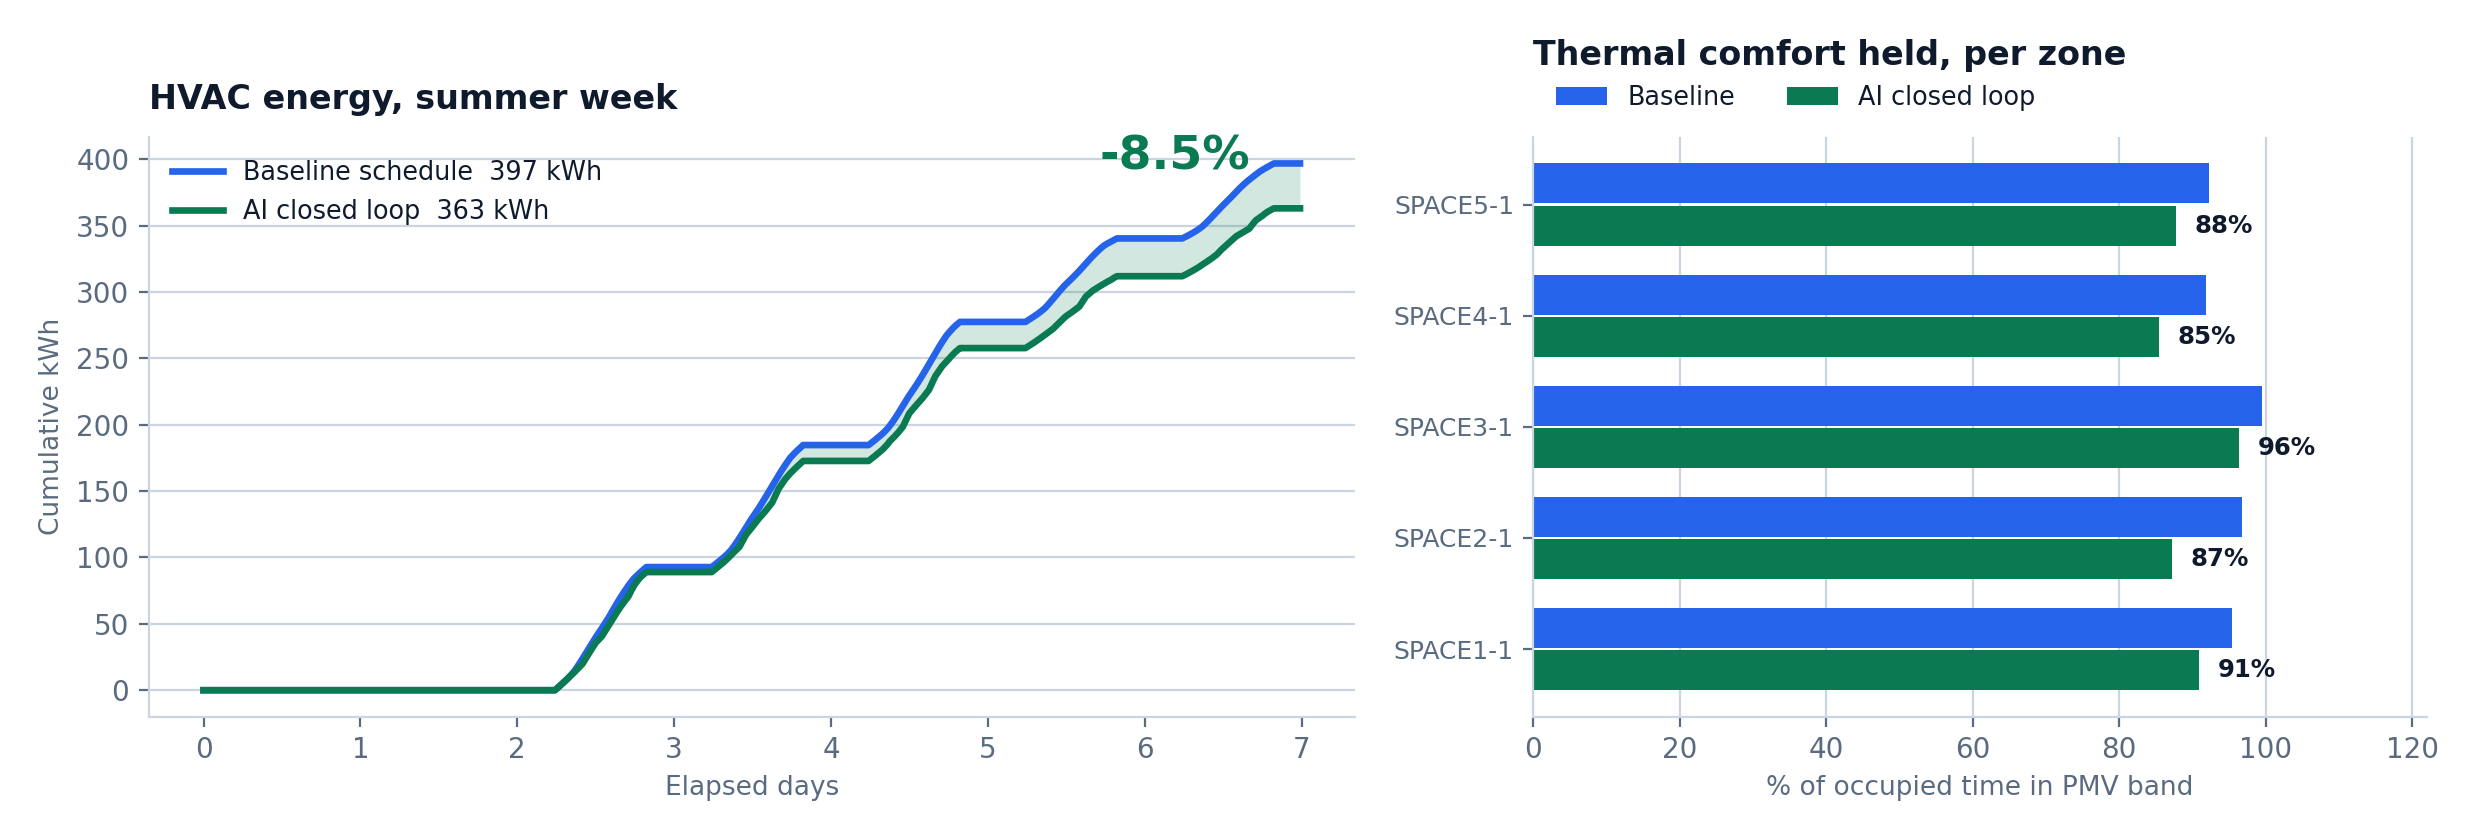 HVAC energy, summer week
-8.5%
Baseline schedule  397 kWh
AI closed loop  363 kWh
400
350
300
250
200
150
100
50
0
Cumulative kWh
0 1 2 3 4 5 6 7
Elapsed days
Thermal comfort held, per zone
Baseline AI closed loop
SPACE5-1 88%
SPACE4-1 85%
SPACE3-1 96%
SPACE2-1 87%
SPACE1-1 91%
0 20 40 60 80 100 120
% of occupied time in PMV band